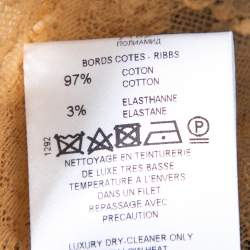 ПОЛИАМИД
BORDS COTES - RIBBS
97% COTON
COTTON
3% ELASTHANNE
ELASTANE
1292
P
NETTOYAGE EN TEINTURERIE
DE LUXE TRES BASSE
TEMPERATURE A L'ENVERS
DANS UN FILET
REPASSAGE AVEC
PRECAUTION
LUXURY DRY-CLEANER ONLY